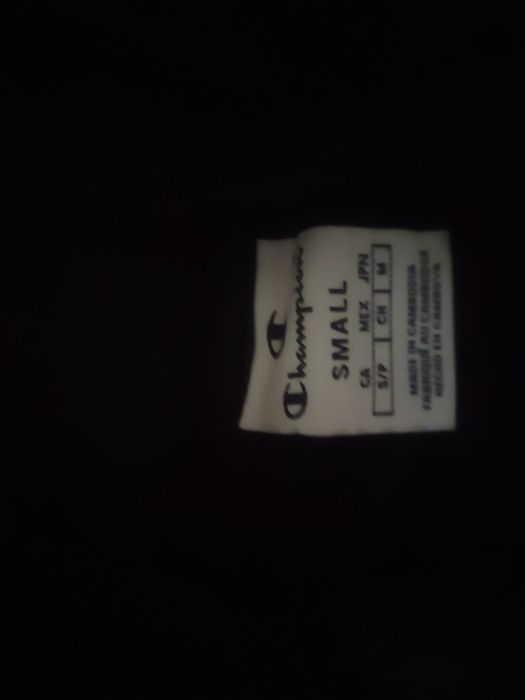 Champion
SMALL
CA MEX JPN
S/P CH M
MADE IN CAMBODIA
FABRIQUÉ AU CAMBODGE
HECHO EN CAMBOYA